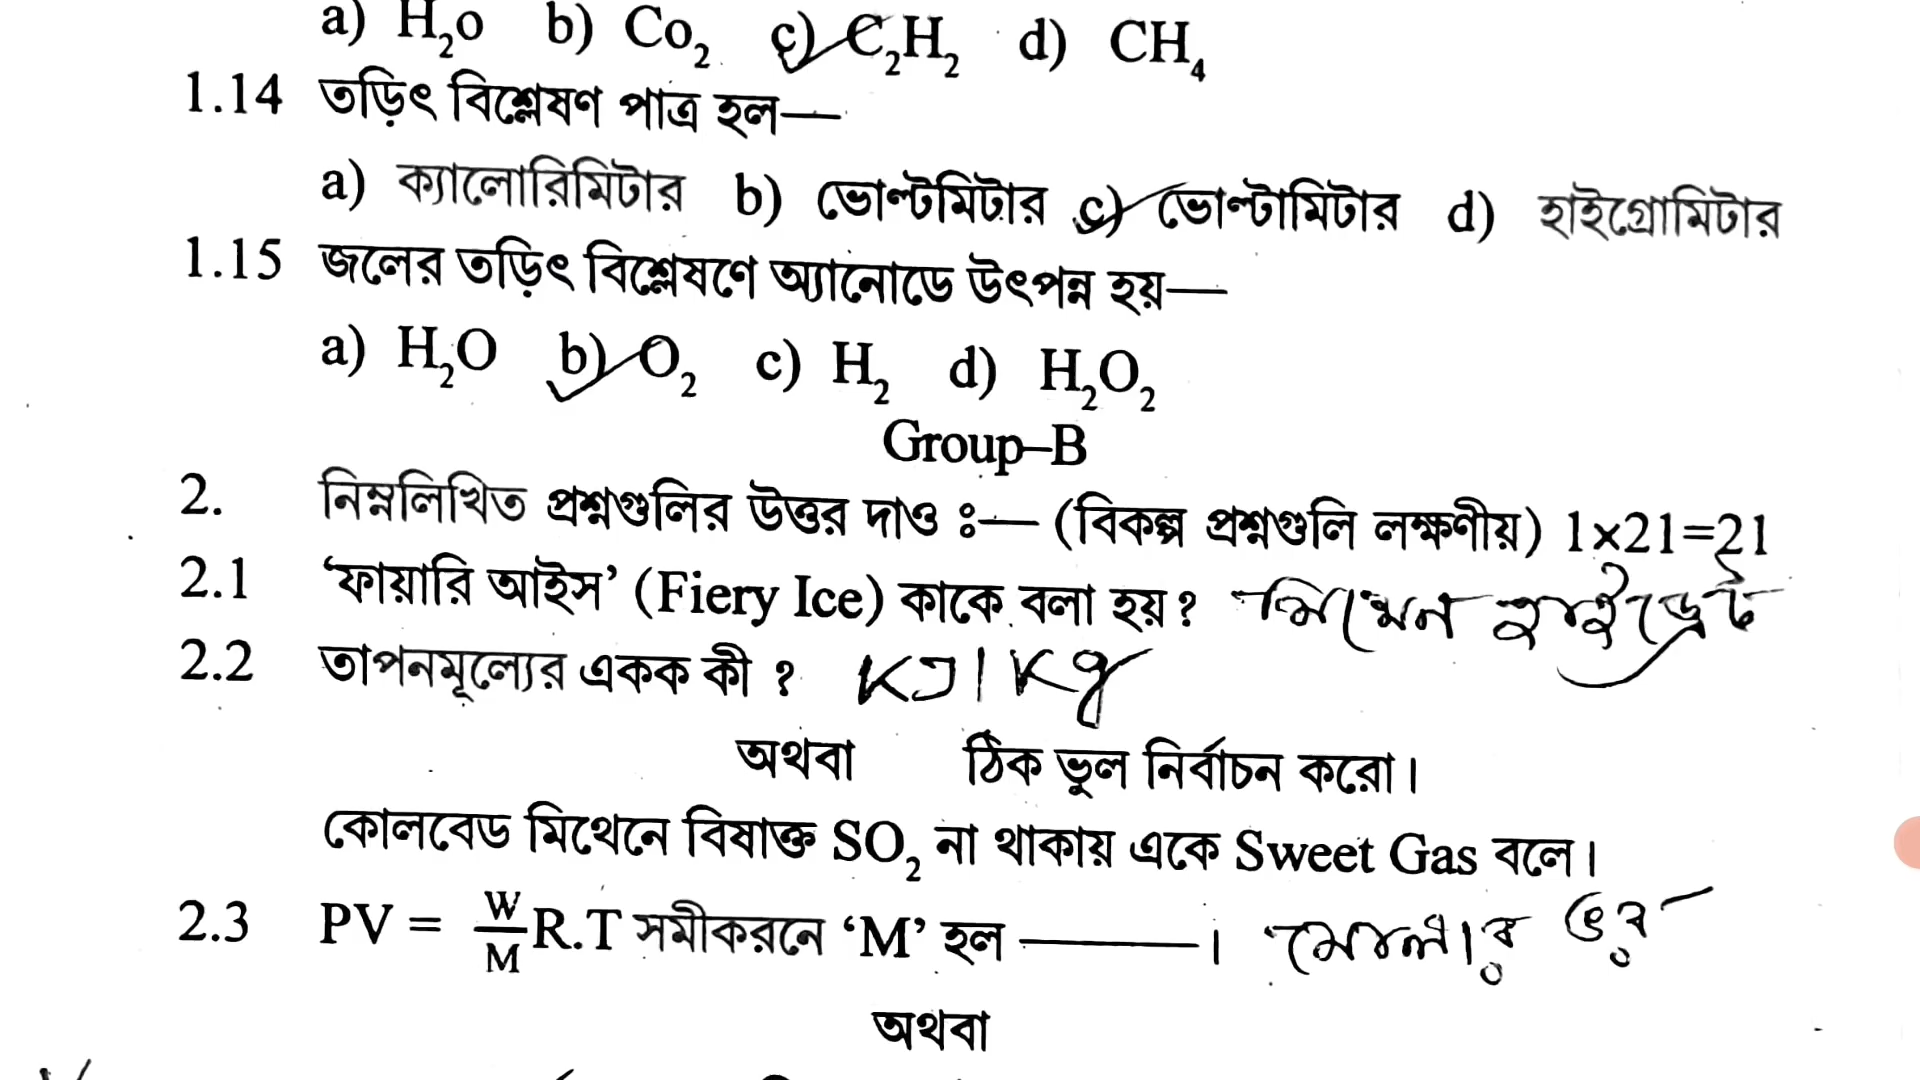 a) H₂o b) Co₂ c) C₂H₂ d) CH₄
1.14 তড়িৎ বিশ্লেষণ পাত্র হল—
a) ক্যালোরিমিটার b) ভোল্টমিটার c) ভোল্টামিটার d) হাইগ্রোমিটার
1.15 জলের তড়িৎ বিশ্লেষণে অ্যানোডে উৎপন্ন হয়—
a) H₂O b) O₂ c) H₂ d) H₂O₂
Group–B
2. নিম্নলিখিত প্রশ্নগুলির উত্তর দাও ঃ— (বিকল্প প্রশ্নগুলি লক্ষণীয়) 1×21=21
2.1 ‘ফায়ারি আইস’ (Fiery Ice) কাকে বলা হয়? মিথেন হাইড্রেট
2.2 তাপনমূল্যের একক কী ? KJ/Kg
অথবা ঠিক ভুল নির্বাচন করো।
কোলবেড মিথেনে বিষাক্ত SO₂ না থাকায় একে Sweet Gas বলে।
2.3 PV = W/M R.T সমীকরনে ‘M’ হল ———। মোলার ভর
অথবা